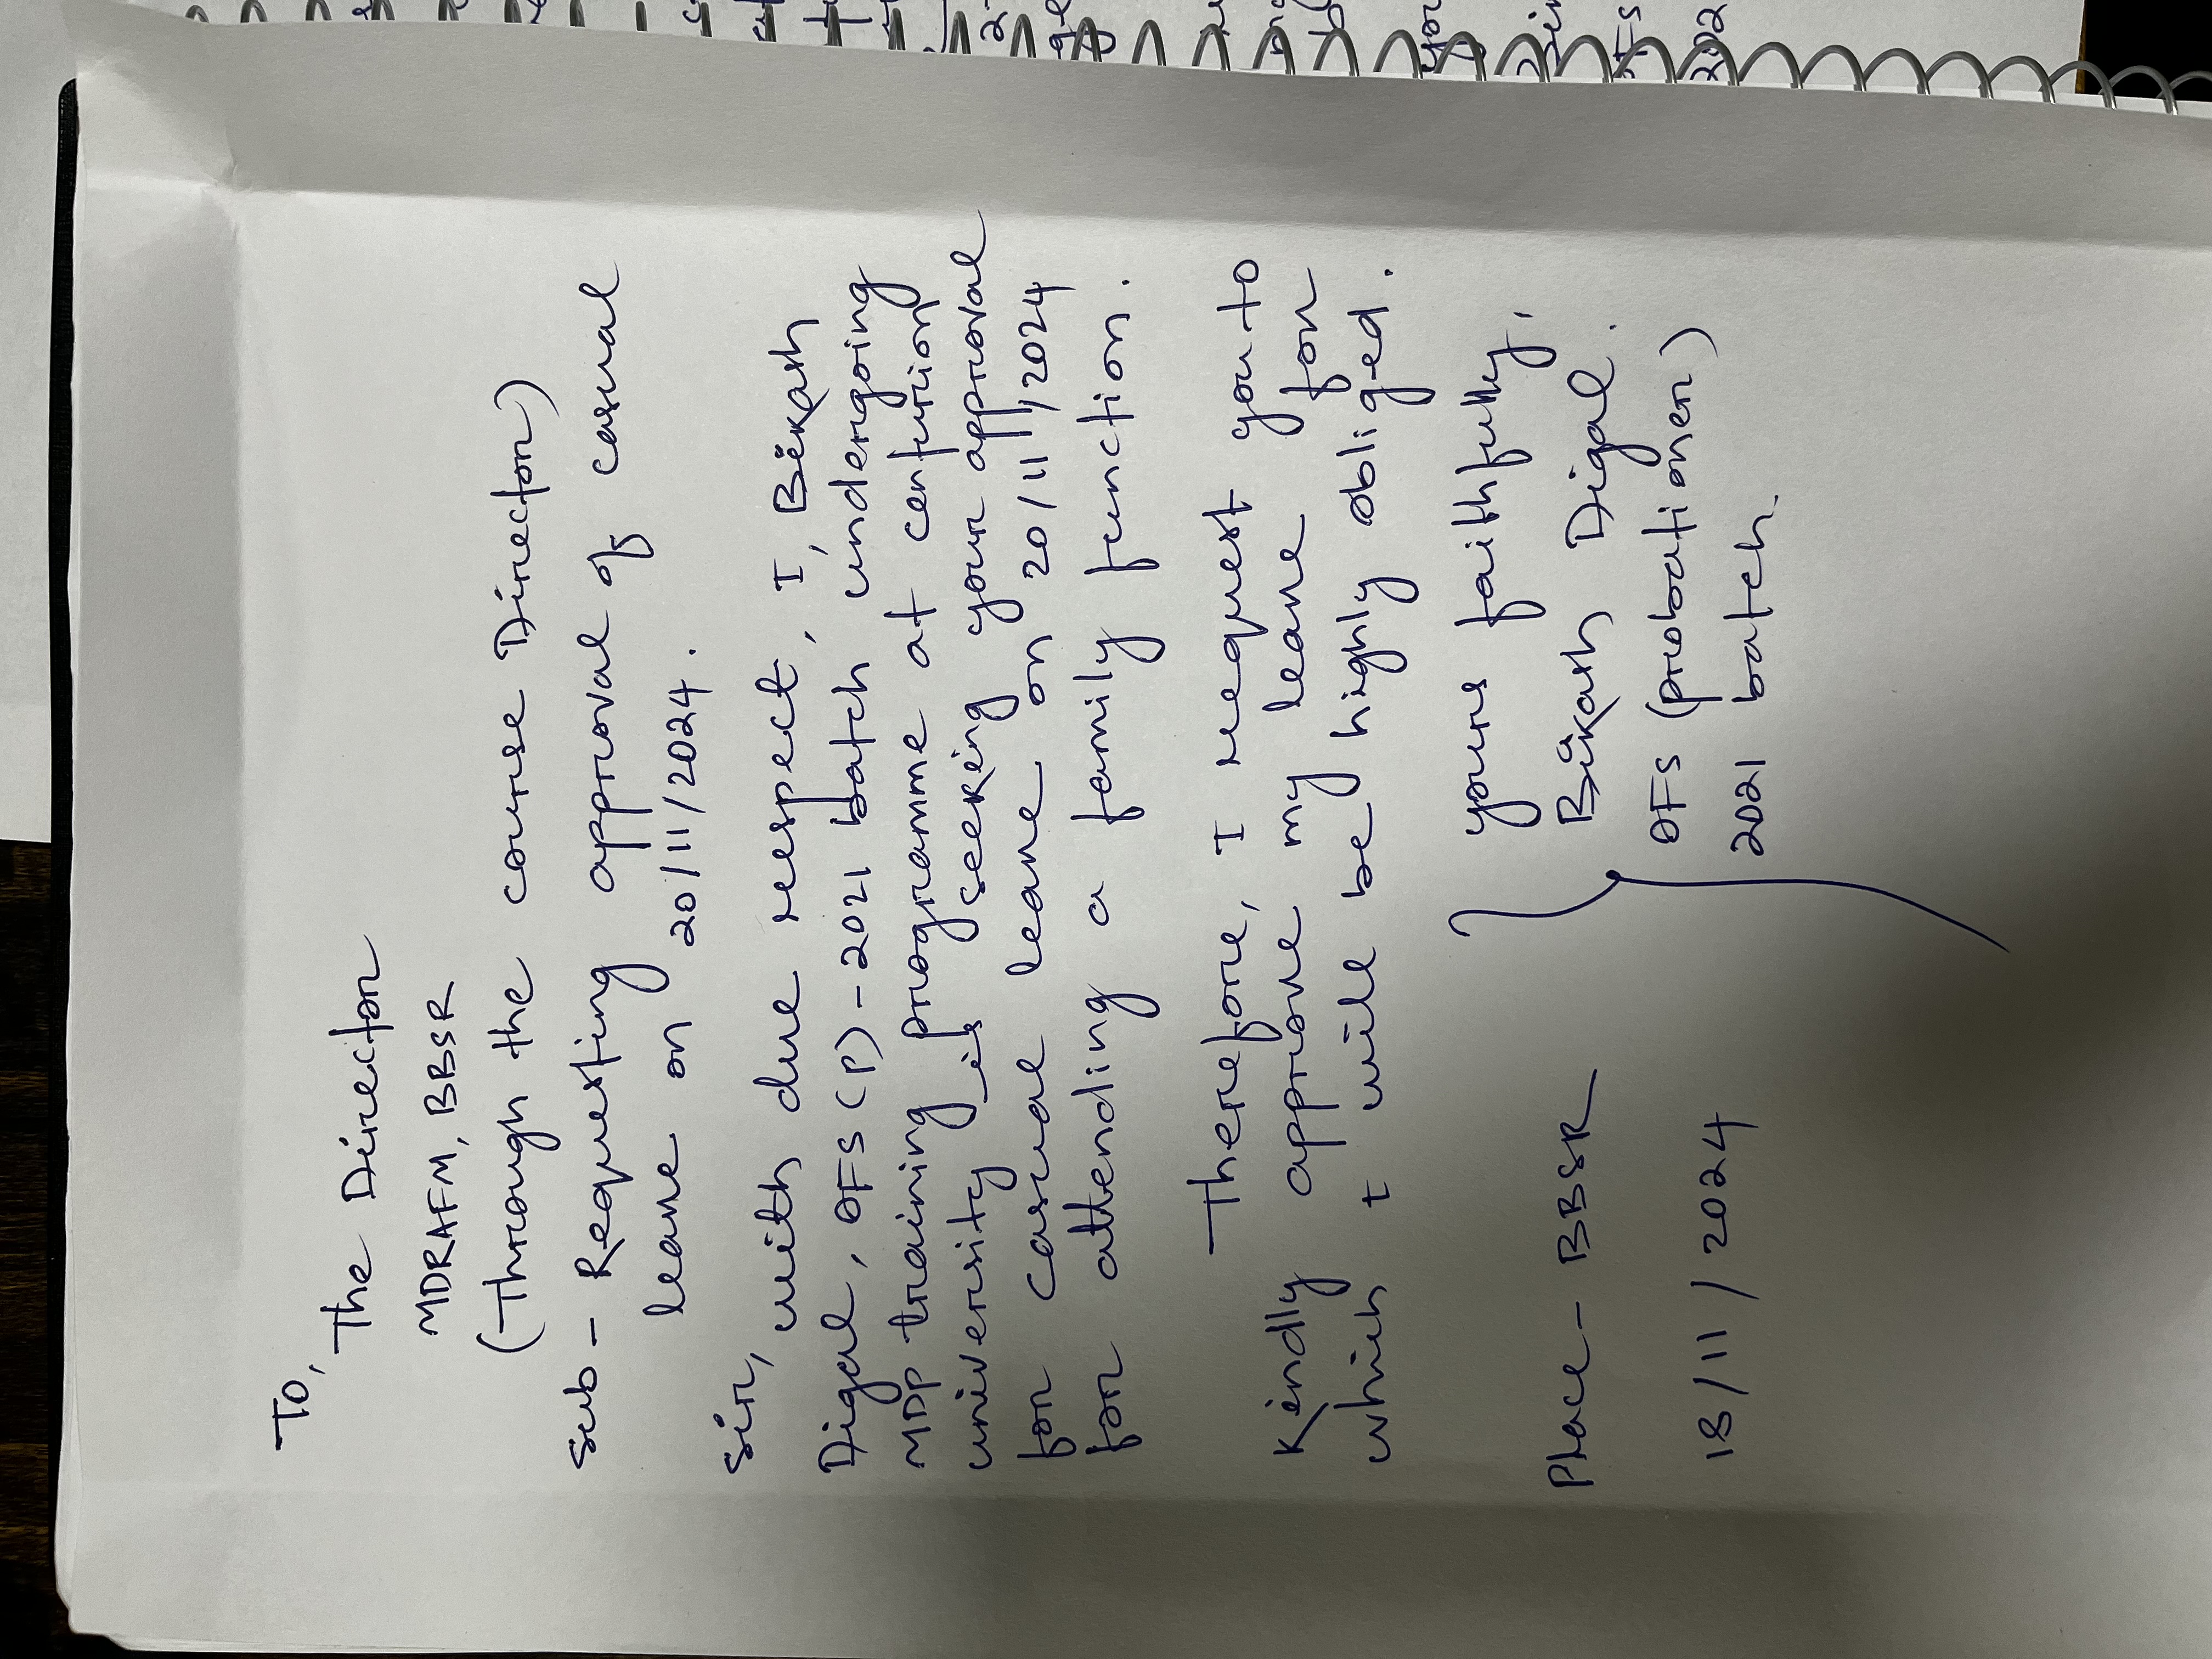 To,
The Director
MDRAFM, BBSR
(Through the course Director)
Sub - Requesting approval of casual
leave on 20/11/2024.
Sir,
with due respect, I, Bikash
Digal, OFS (P) - 2021 batch undergoing
MDP training programme at centurion
university is seeking your approval
for casual leave on 20/11/2024
for attending a family function.
Therefore, I request you to
kindly approve my leave for
which I will be highly obliged.
yours faithfully,
Bikash Digal.
OFS (probationer)
2021 batch.
Place - BBSR
18/11/2024